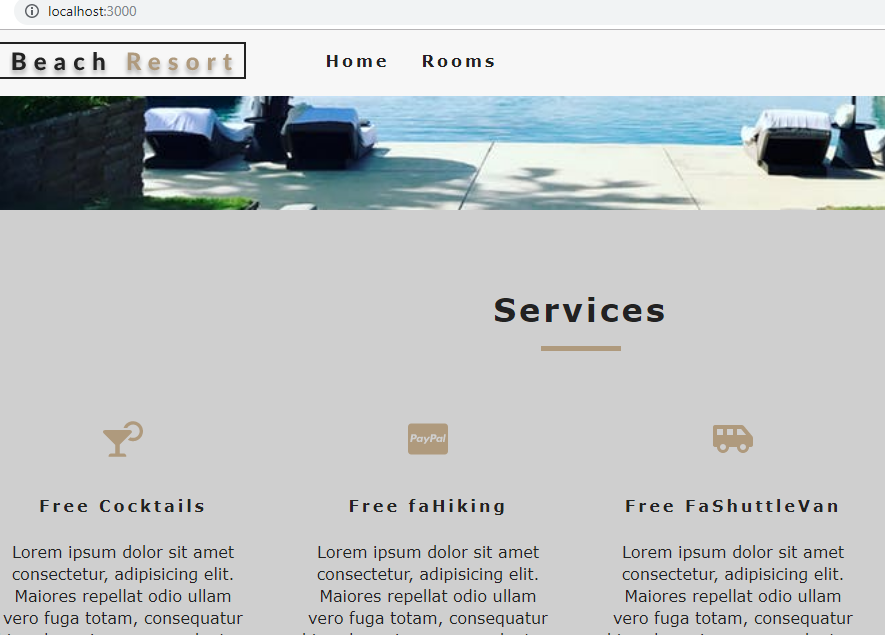 localhost:3000
Beach Resort
Home
Rooms
Services
PayPal
Free Cocktails
Free faHiking
Free FaShuttleVan
Lorem ipsum dolor sit amet
consectetur, adipisicing elit.
Maiores repellat odio ullam
vero fuga totam, consequatur
Lorem ipsum dolor sit amet
consectetur, adipisicing elit.
Maiores repellat odio ullam
vero fuga totam, consequatur
Lorem ipsum dolor sit amet
consectetur, adipisicing elit.
Maiores repellat odio ullam
vero fuga totam, consequatur